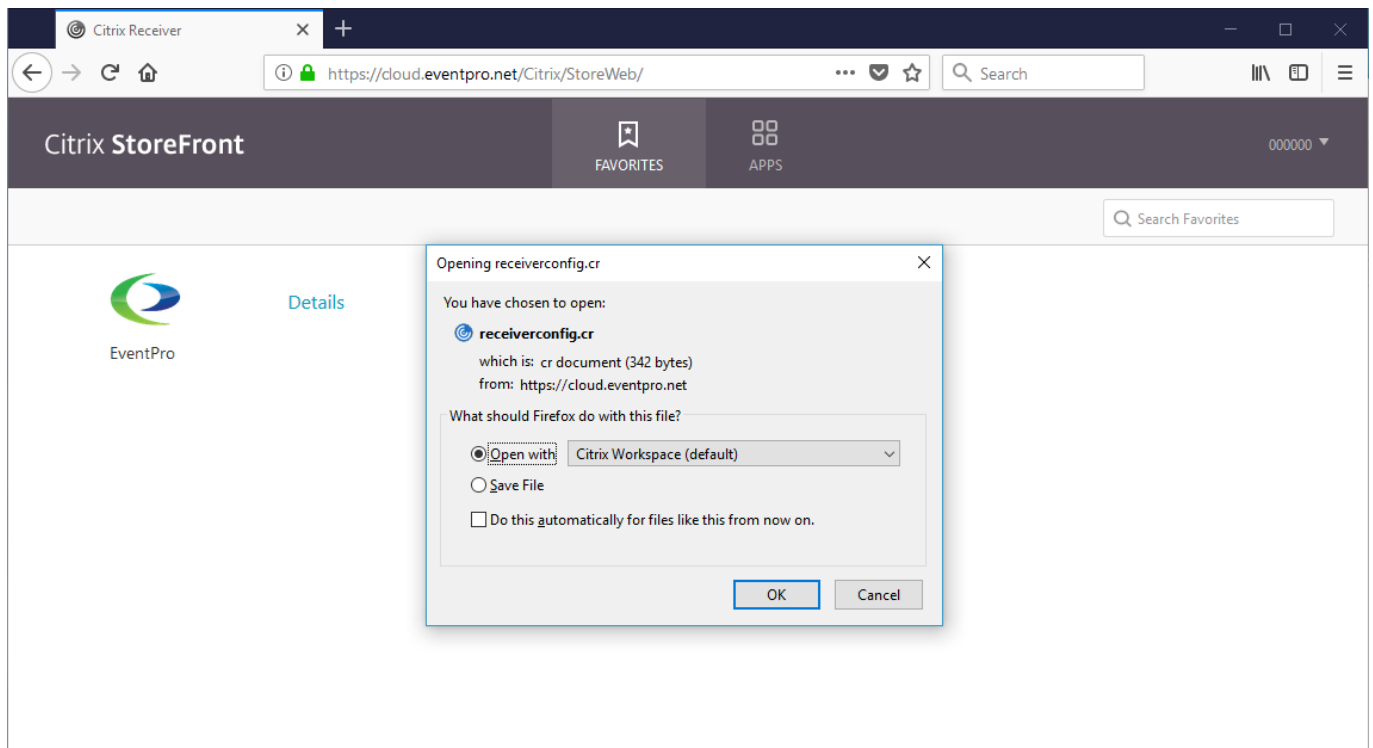 Citrix Receiver
https://cloud.eventpro.net/Citrix/StoreWeb/
Search
Citrix StoreFront
FAVORITES
APPS
000000
Search Favorites
EventPro
Details
Opening receiverconfig.cr
You have chosen to open:
receiverconfig.cr
which is: cr document (342 bytes)
from: https://cloud.eventpro.net
What should Firefox do with this file?
Open with Citrix Workspace (default)
Save File
Do this automatically for files like this from now on.
OK Cancel